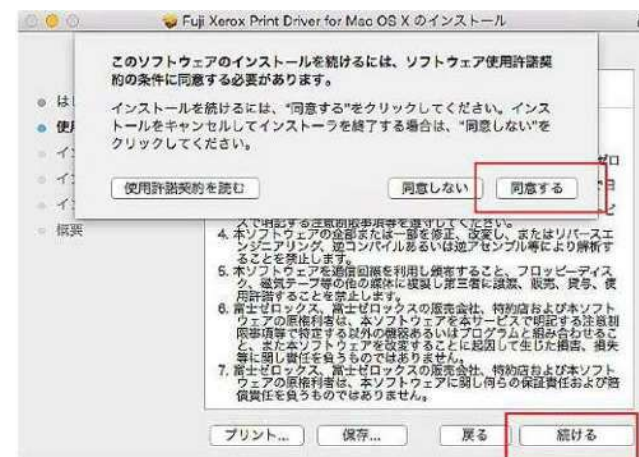 Fuji Xerox Print Driver for Mac OS X のインストール
このソフトウェアのインストールを続けるには、ソフトウェア使用許諾契
約の条件に同意する必要があります。
インストールを続けるには、“同意する”をクリックしてください。インス
トールをキャンセルしてインストーラを終了する場合は、“同意しない”を
クリックしてください。
使用許諾契約を読む
同意しない
同意する
は
使用
イ
イ
イ
概要
ゼロ
ビ
スで明記する注意制限事項等を遵守してください。
4. 本ソフトウェアの全部または一部を修正、改変し、またはリバースエ
ンジニアリング、逆コンパイルあるいは逆アセンブル等により解析す
ることを禁止します。
5. 本ソフトウェアを通信回線を利用し頒布すること、フロッピーディス
ク、磁気テープ等の他の媒体に複製し第三者に譲渡、販売、貸与、使
用許諾することを禁止します。
6. 富士ゼロックス、富士ゼロックスの販売会社、特約店および本ソフト
ウェアの原権利者は、本ソフトウェアを本サービスで明記する注意制
限事項等で特定する以外の機器あるいはプログラムと組み合わせるこ
と、また本ソフトウェアを改変することに起因して生じた損害、損失
等に関し責任を負うものではありません。
7. 富士ゼロックス、富士ゼロックスの販売会社、特約店および本ソフト
ウェアの原権利者は、本ソフトウェアに関し何らの保証責任および賠
償責任を負うものではありません。
プリント...
保存...
戻る
続ける